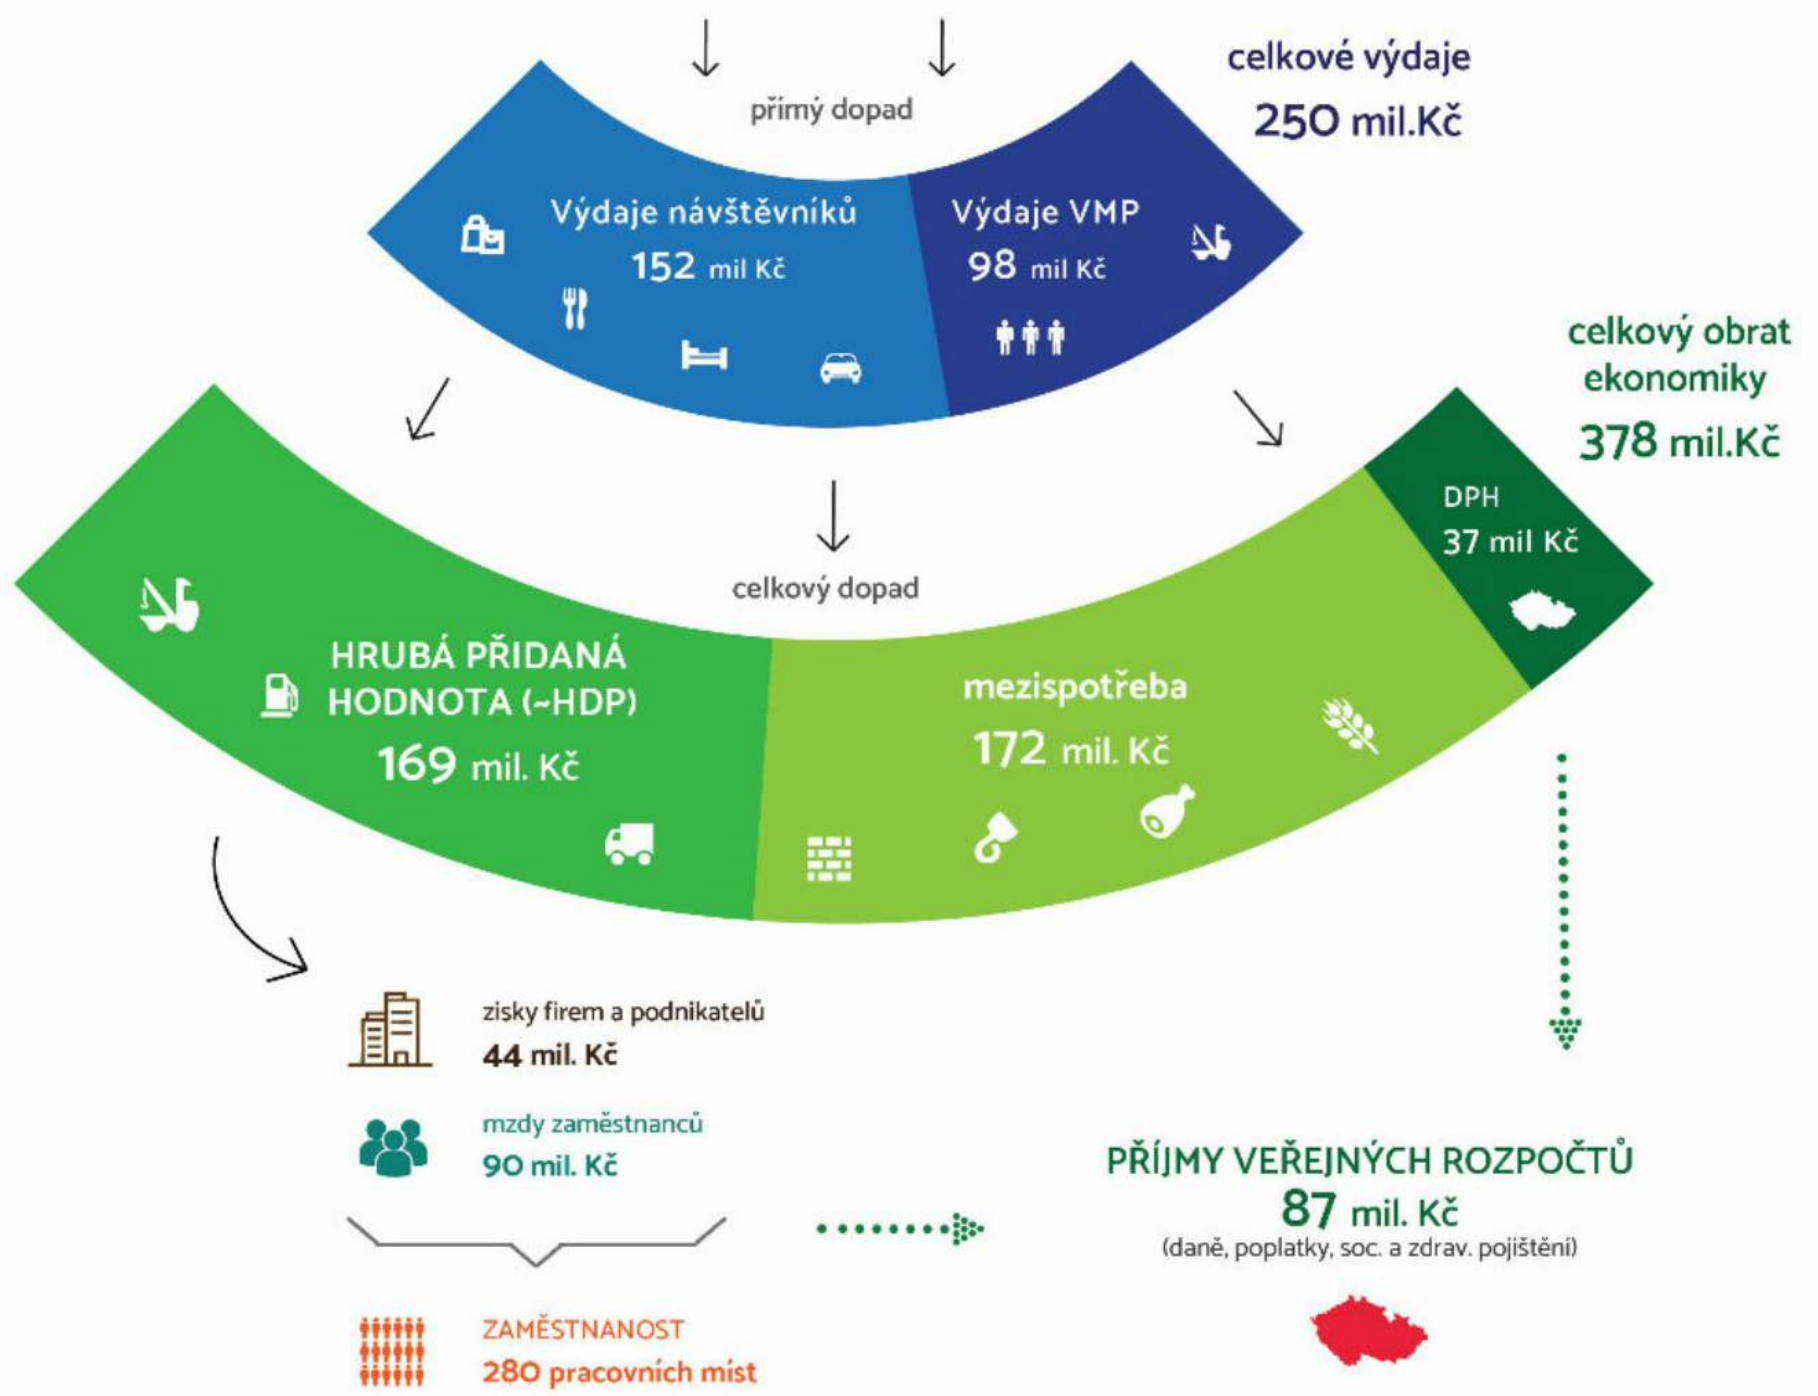 celkové výdaje
250 mil.Kč
přímý dopad
Výdaje návštěvníků
152 mil Kč
Výdaje VMP
98 mil Kč
celkový obrat
ekonomiky
378 mil.Kč
DPH
37 mil Kč
celkový dopad
HRUBÁ PŘIDANÁ
HODNOTA (~HDP)
169 mil. Kč
mezispotřeba
172 mil. Kč
zisky firem a podnikatelů
44 mil. Kč
mzdy zaměstnanců
90 mil. Kč
PŘÍJMY VEŘEJNÝCH ROZPOČTŮ
87 mil. Kč
(daně, poplatky, soc. a zdrav. pojištění)
ZAMĚSTNANOST
280 pracovních míst